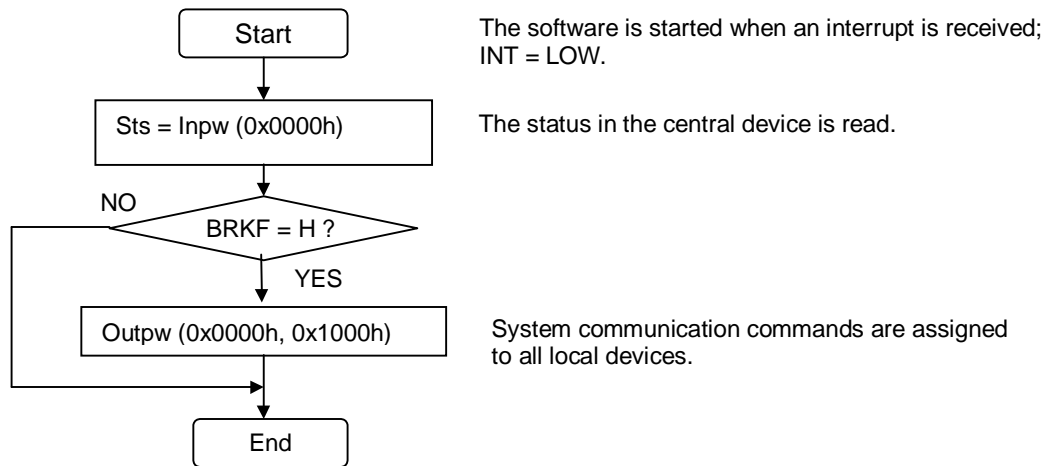 Start
The software is started when an interrupt is received;
INT = LOW.
Sts = Inpw (0x0000h)
The status in the central device is read.
NO
BRKF = H ?
YES
Outpw (0x0000h, 0x1000h)
System communication commands are assigned
to all local devices.
End